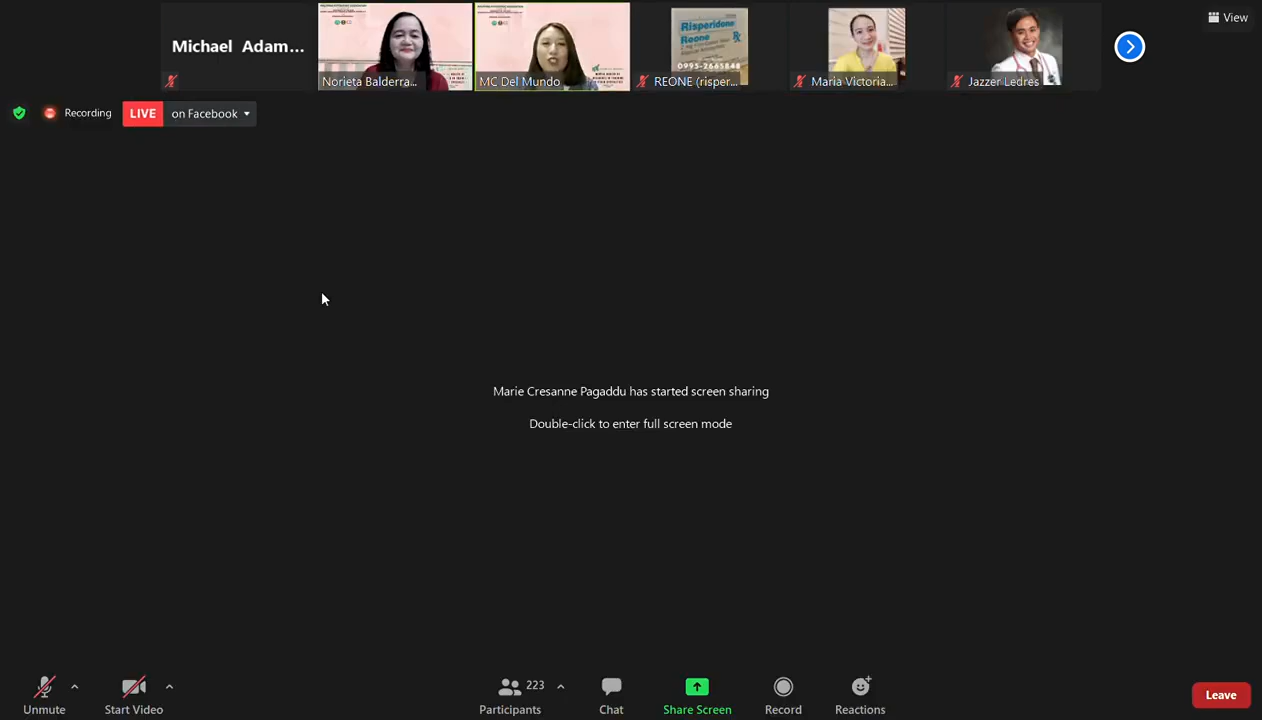 Michael Adam...
View
Norieta Balderra...
MC Del Mundo
Risperidone
Reone
0995-2665848
REONE (risper...
Maria Victoria...
Jazzer Ledres
Recording
LIVE
on Facebook
Marie Cresanne Pagaddu has started screen sharing
Double-click to enter full screen mode
Unmute
Start Video
223
Participants
Chat
Share Screen
Record
Reactions
Leave